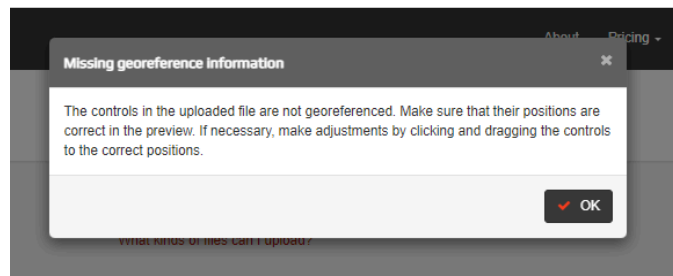 About Pricing
Missing georeference information
The controls in the uploaded file are not georeferenced. Make sure that their positions are
correct in the preview. If necessary, make adjustments by clicking and dragging the controls
to the correct positions.
OK
What kinds of files can I upload?